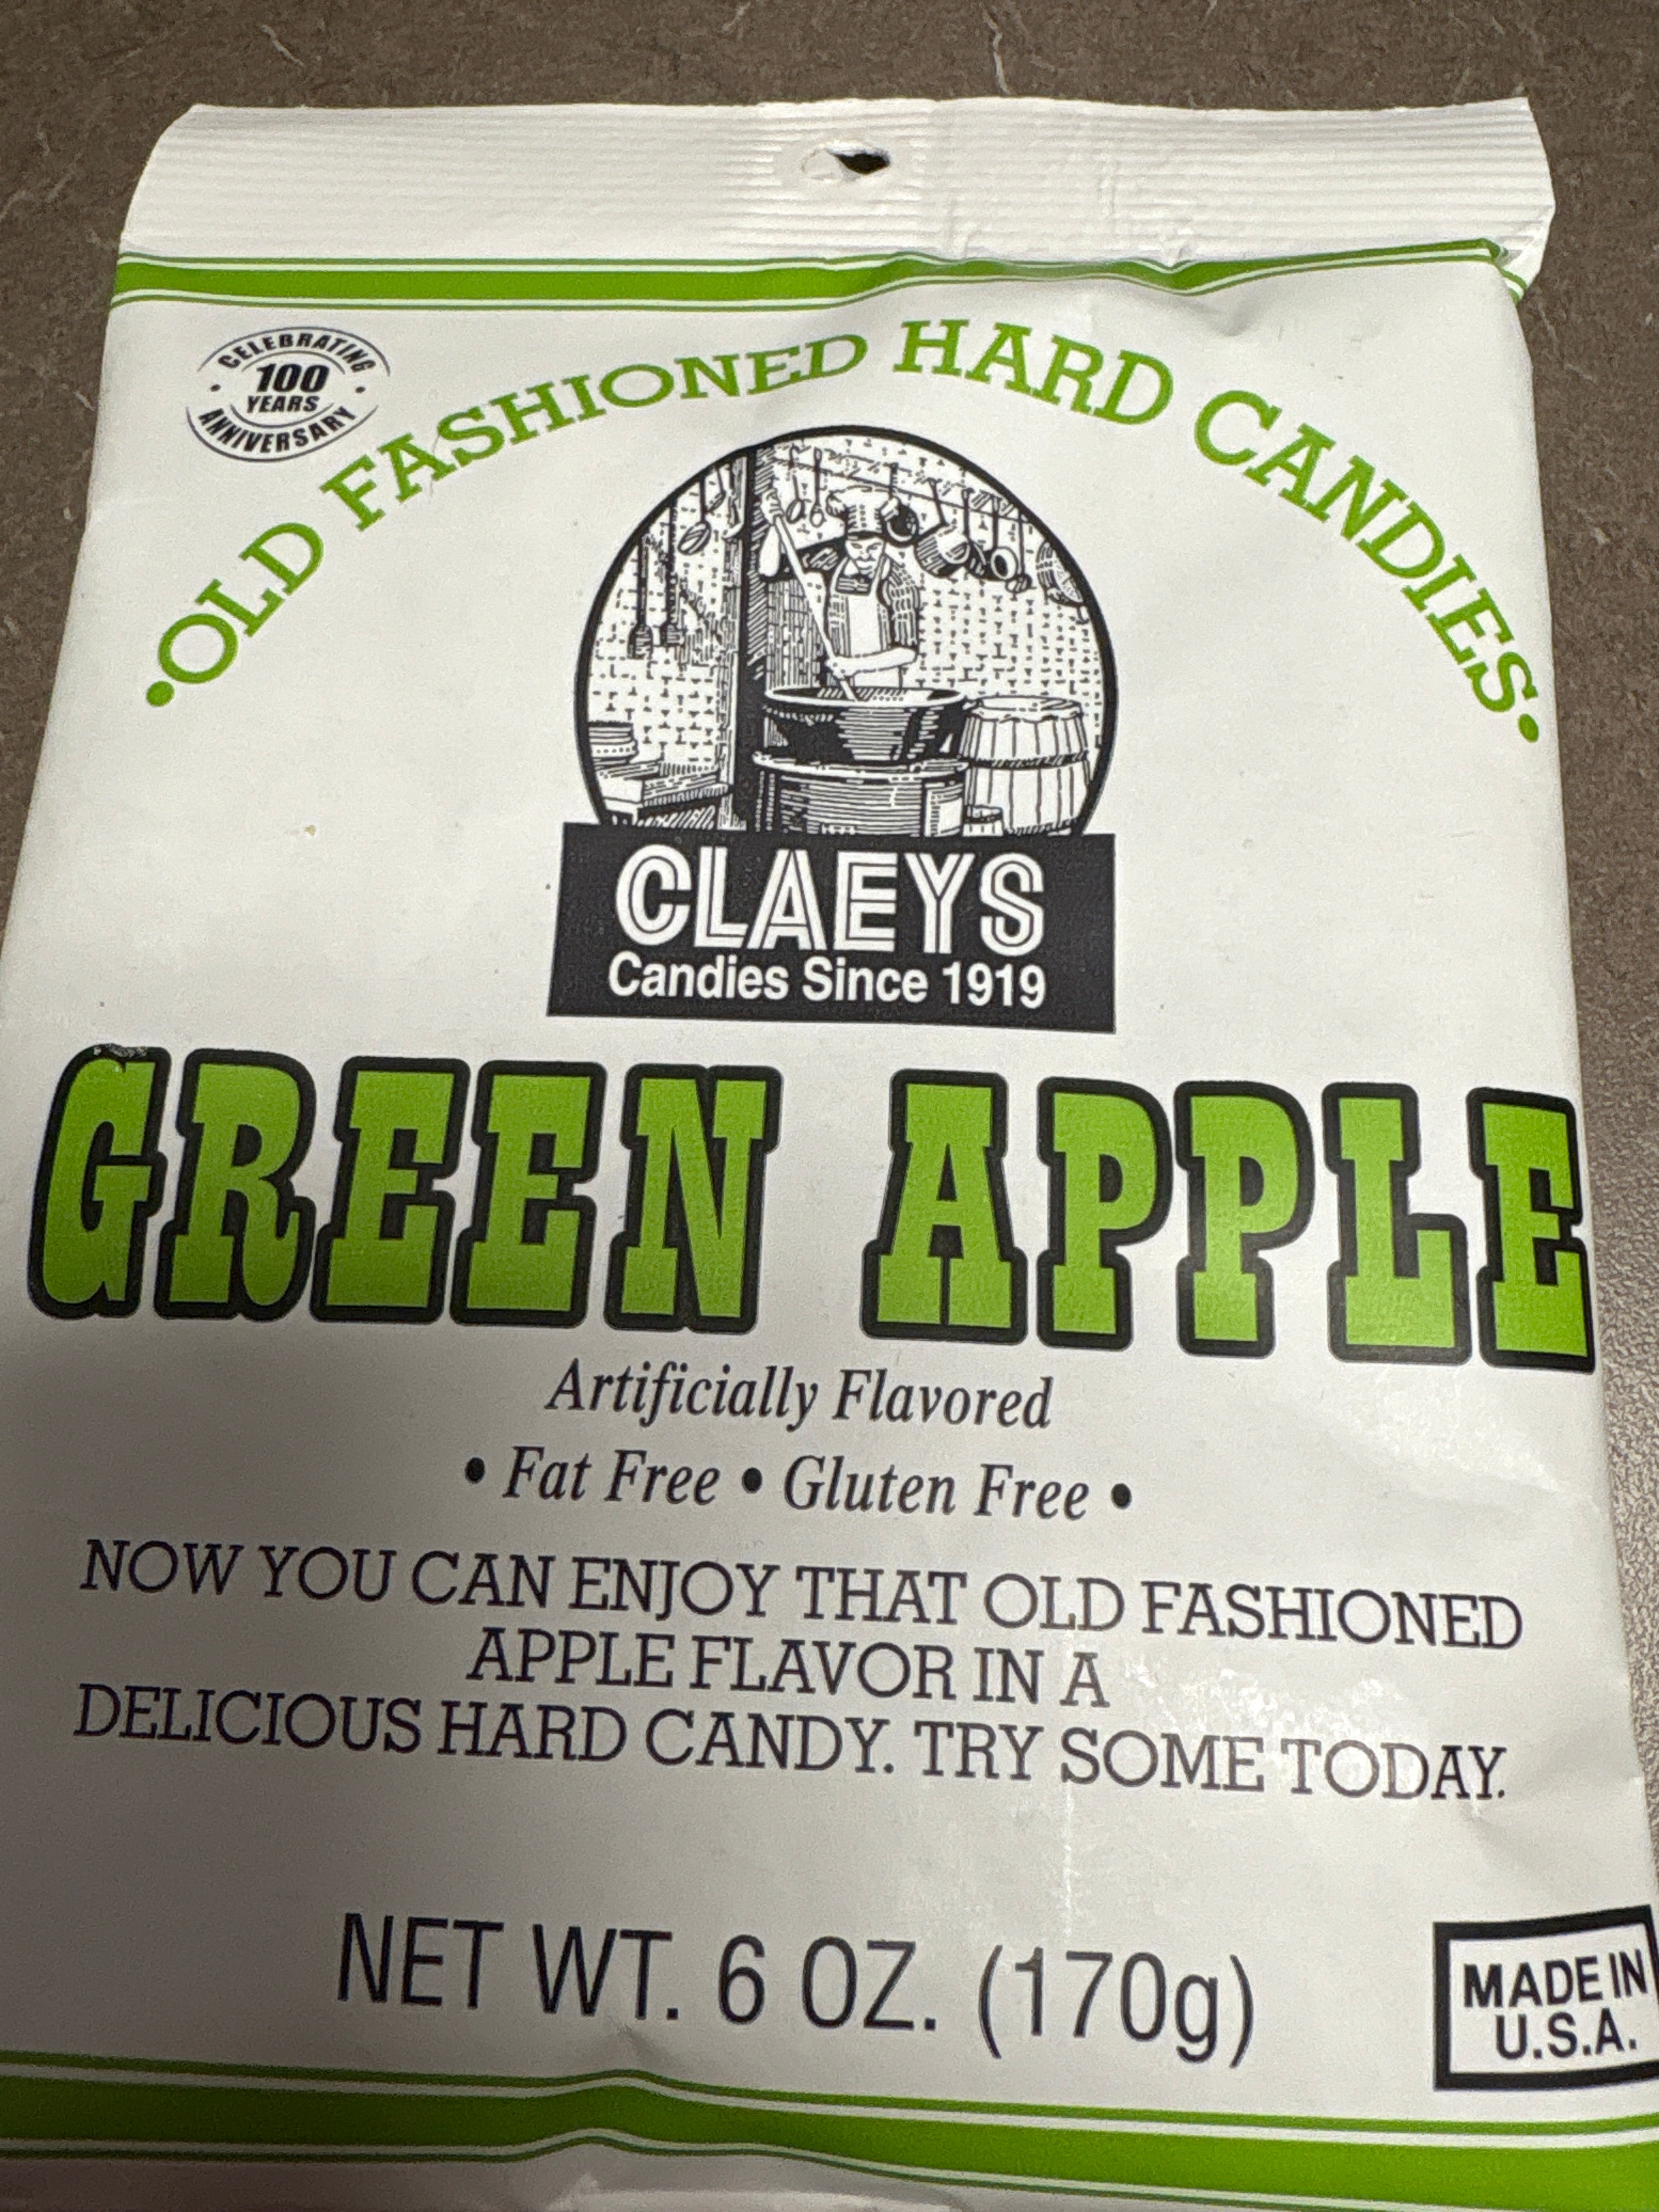 CELEBRATING
100
YEARS
ANNIVERSARY
•OLD FASHIONED HARD CANDIES•
CLAEYS
Candies Since 1919
GREEN APPLE
Artificially Flavored
• Fat Free • Gluten Free •
NOW YOU CAN ENJOY THAT OLD FASHIONED
APPLE FLAVOR IN A
DELICIOUS HARD CANDY. TRY SOME TODAY.
NET WT. 6 OZ. (170g)
MADE IN
U.S.A.